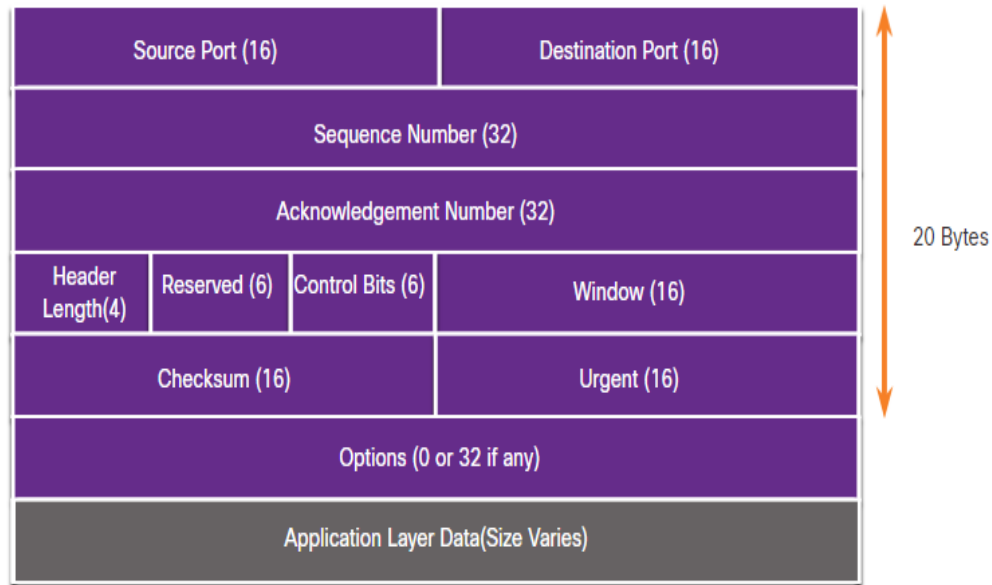 Source Port (16)
Destination Port (16)
Sequence Number (32)
Acknowledgement Number (32)
20 Bytes
Header
Length(4)
Reserved (6)
Control Bits (6)
Window (16)
Checksum (16)
Urgent (16)
Options (0 or 32 if any)
Application Layer Data(Size Varies)